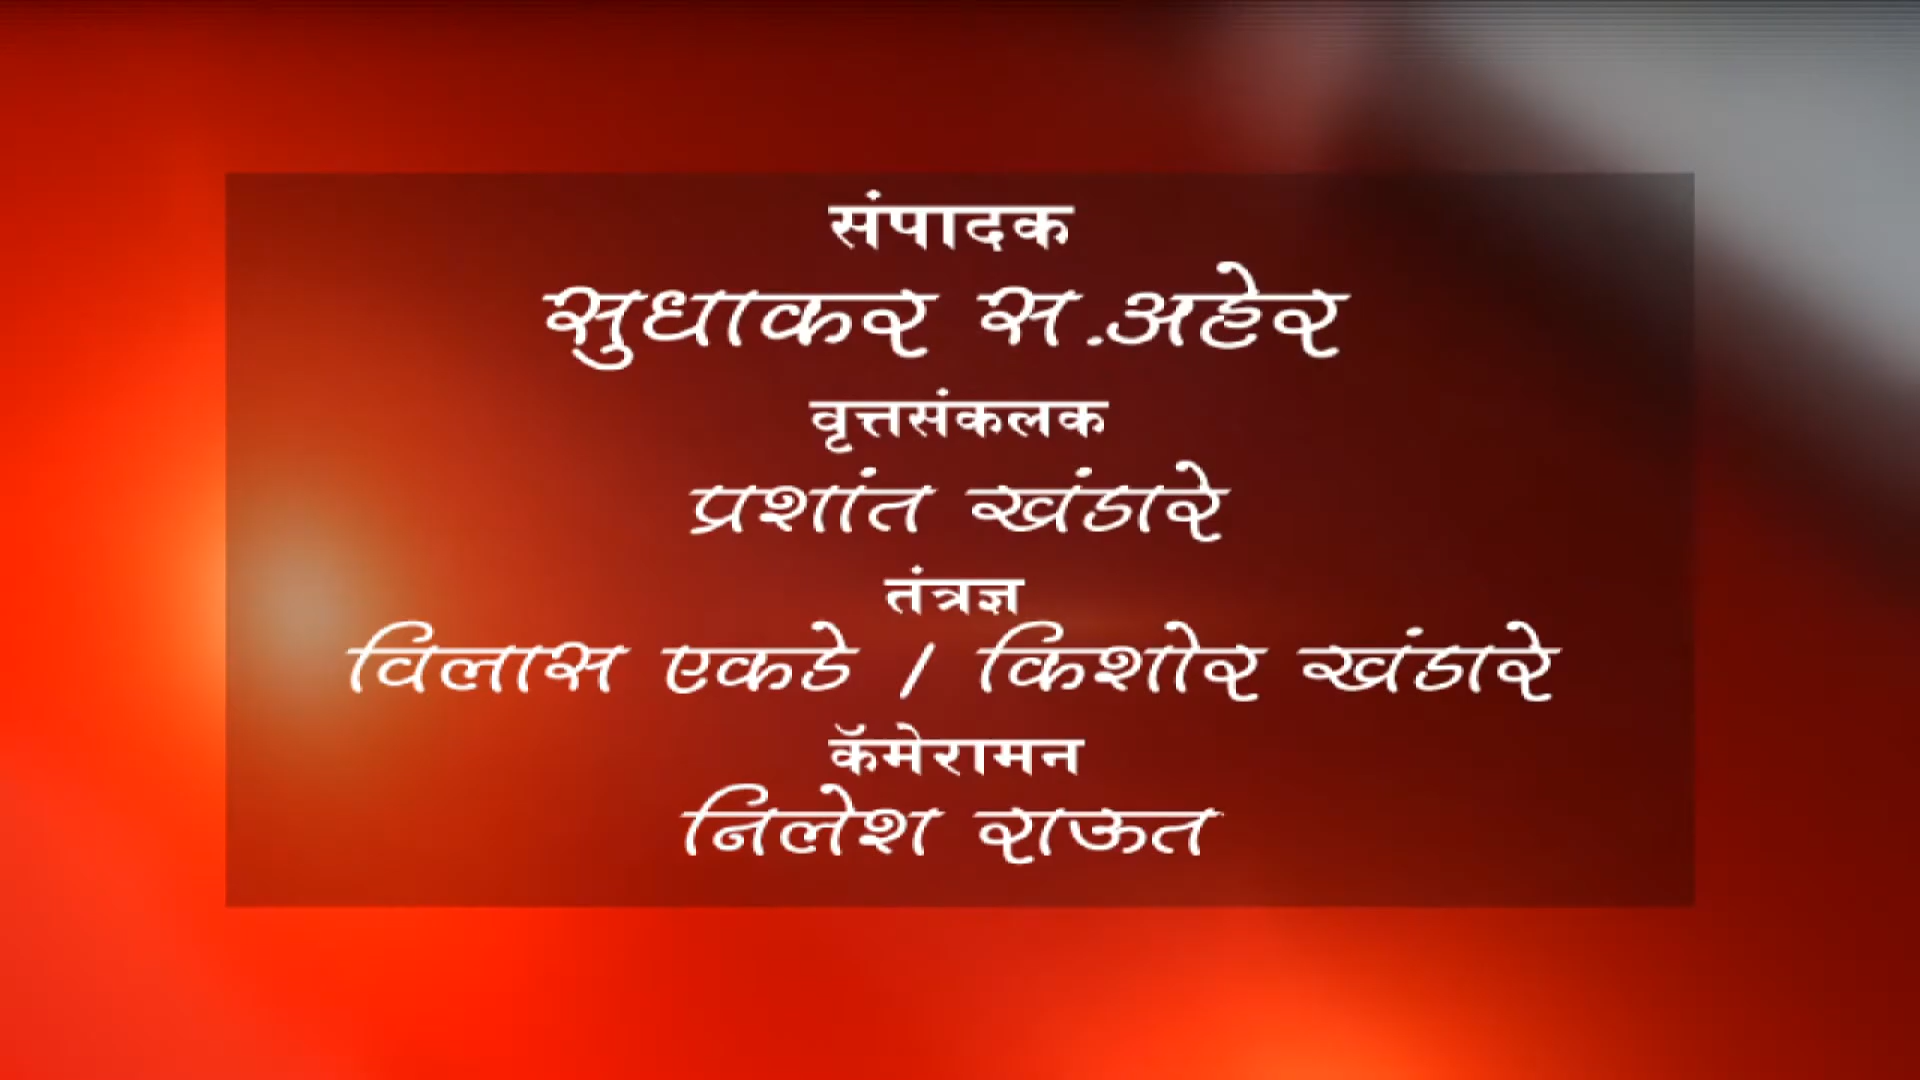 संपादक
सुधाकर स.अहेर
वृत्तसंकलक
प्रशांत खंडारे
तंत्रज्ञ
विलास एकडे / किशोर खंडारे
कॅमेरामन
निलेश राऊत